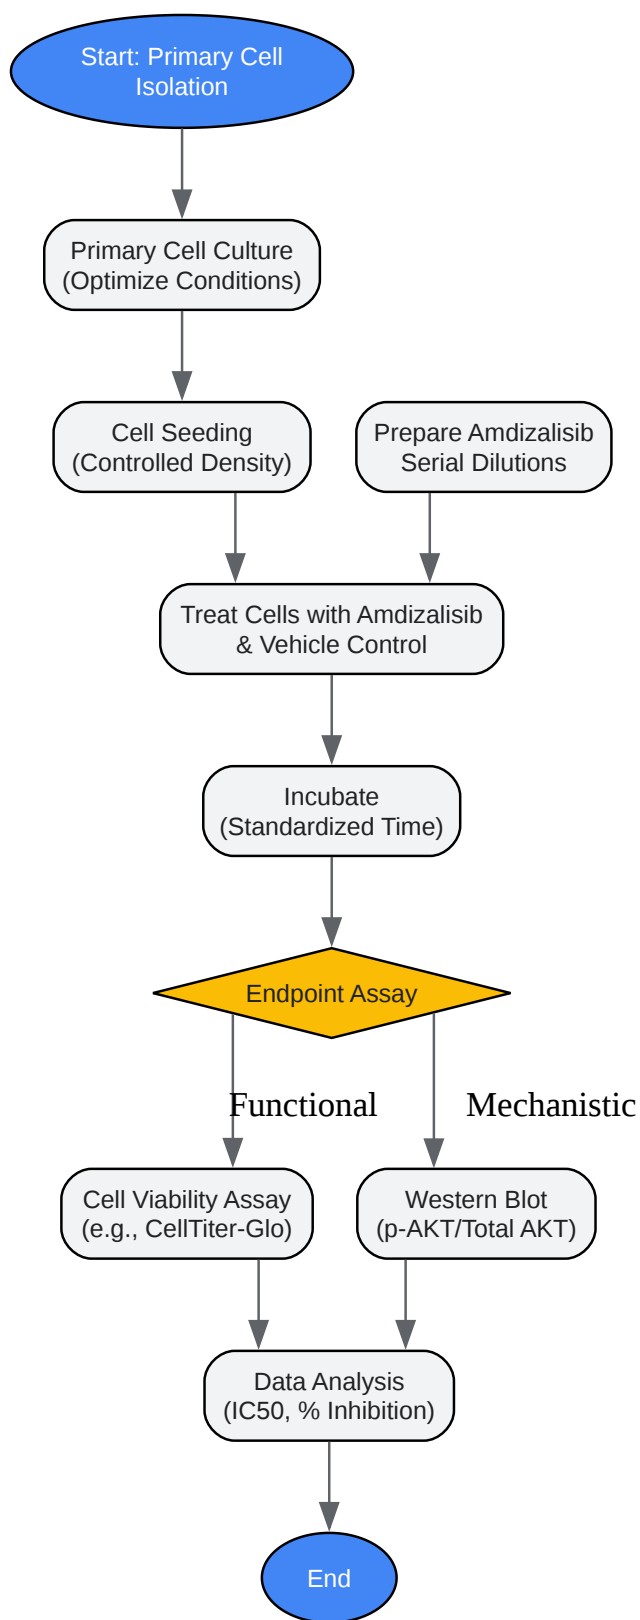 Start: Primary Cell
Isolation
Primary Cell Culture
(Optimize Conditions)
Cell Seeding
(Controlled Density)
Prepare Amdizalisib
Serial Dilutions
Treat Cells with Amdizalisib
& Vehicle Control
Incubate
(Standardized Time)
Endpoint Assay
Functional
Mechanistic
Cell Viability Assay
(e.g., CellTiter-Glo)
Western Blot
(p-AKT/Total AKT)
Data Analysis
(IC50, % Inhibition)
End